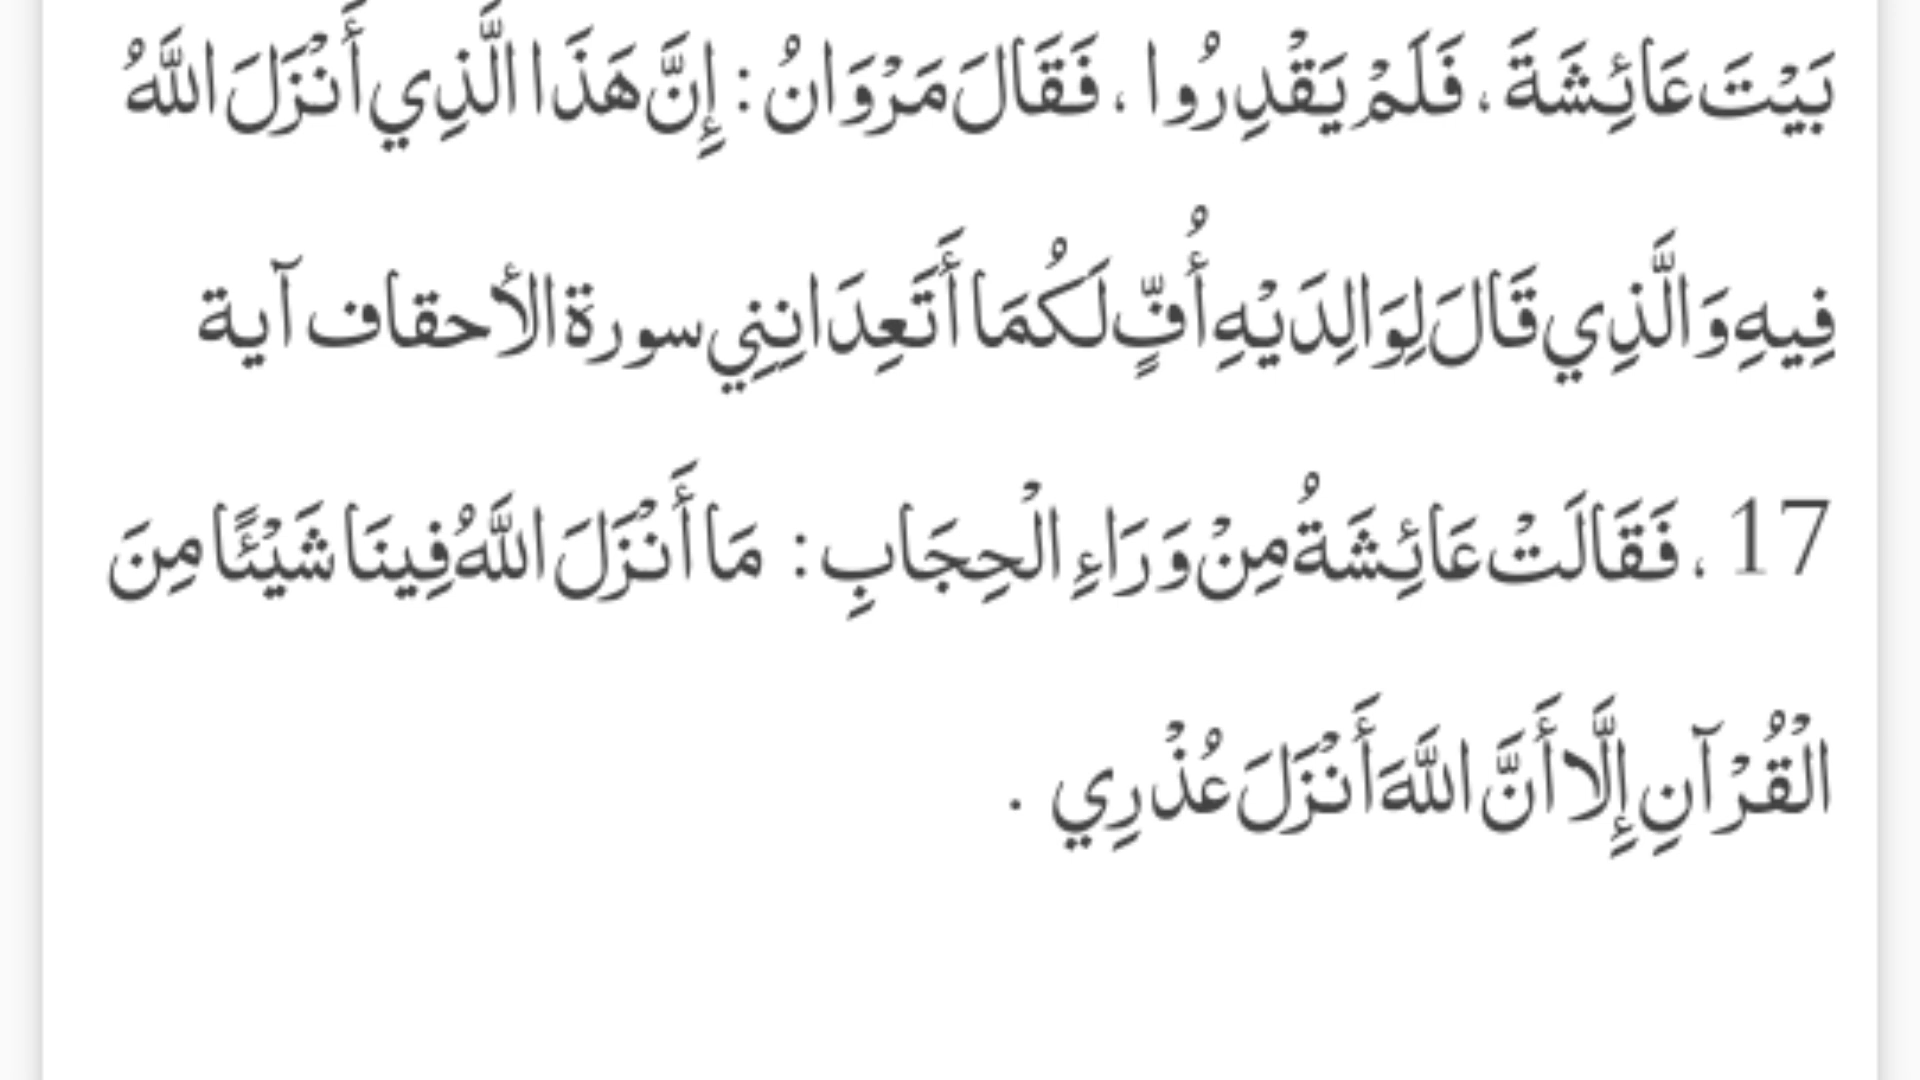 بَيْتَ عَائِشَةَ ، فَلَمْ يَقْدِرُوا ، فَقَالَ مَرْوَانُ : إِنَّ هَذَا الَّذِي أَنْزَلَ اللَّهُ
فِيهِ وَالَّذِي قَالَ لِوَالِدَيْهِ أُفٍّ لَكُمَا أَتَعِدَانِنِي سورة الأحقاف آية
17 ، فَقَالَتْ عَائِشَةُ مِنْ وَرَاءِ الْحِجَابِ : مَا أَنْزَلَ اللَّهُ فِينَا شَيْئًا مِنَ
الْقُرْآنِ إِلَّا أَنَّ اللَّهَ أَنْزَلَ عُذْرِي .